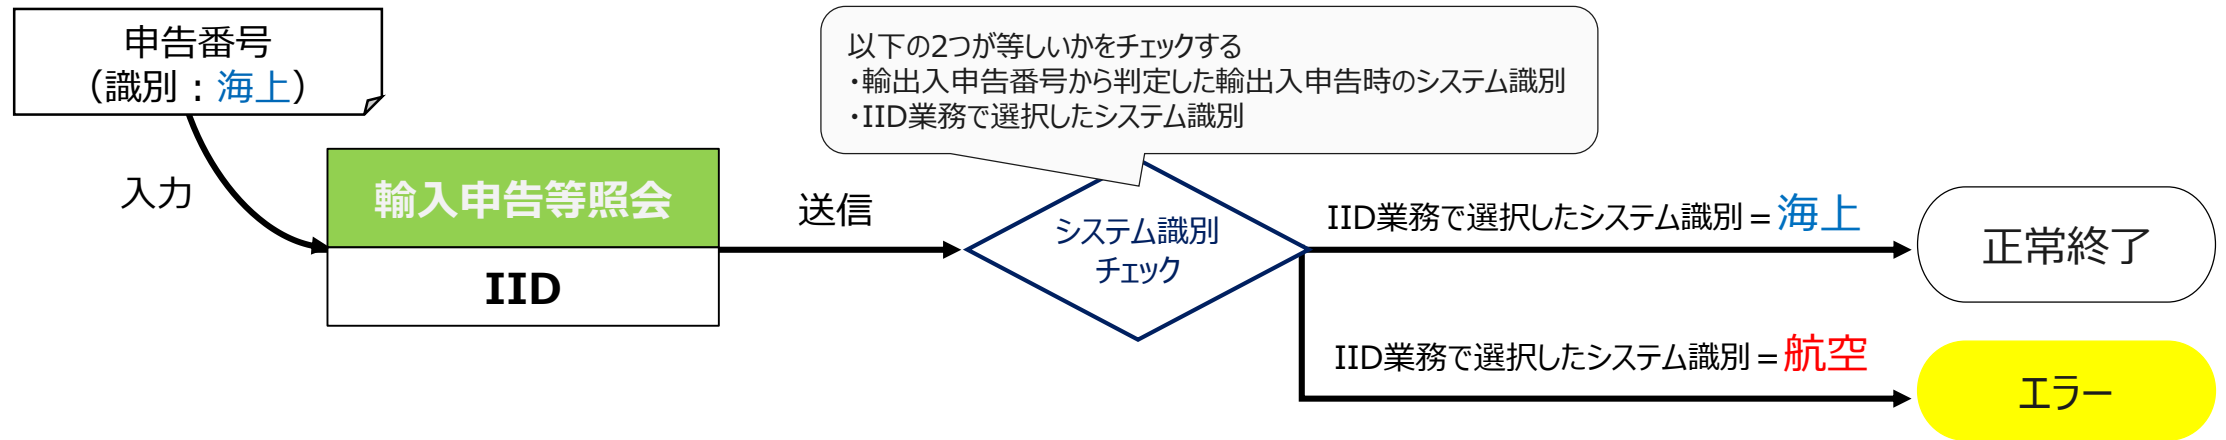 申告番号
（識別：海上）
入力
輸入申告等照会
IID
送信
以下の2つが等しいかをチェックする
・輸出入申告番号から判定した輸出入申告時のシステム識別
・IID業務で選択したシステム識別
システム識別
チェック
IID業務で選択したシステム識別＝海上
正常終了
IID業務で選択したシステム識別＝航空
エラー